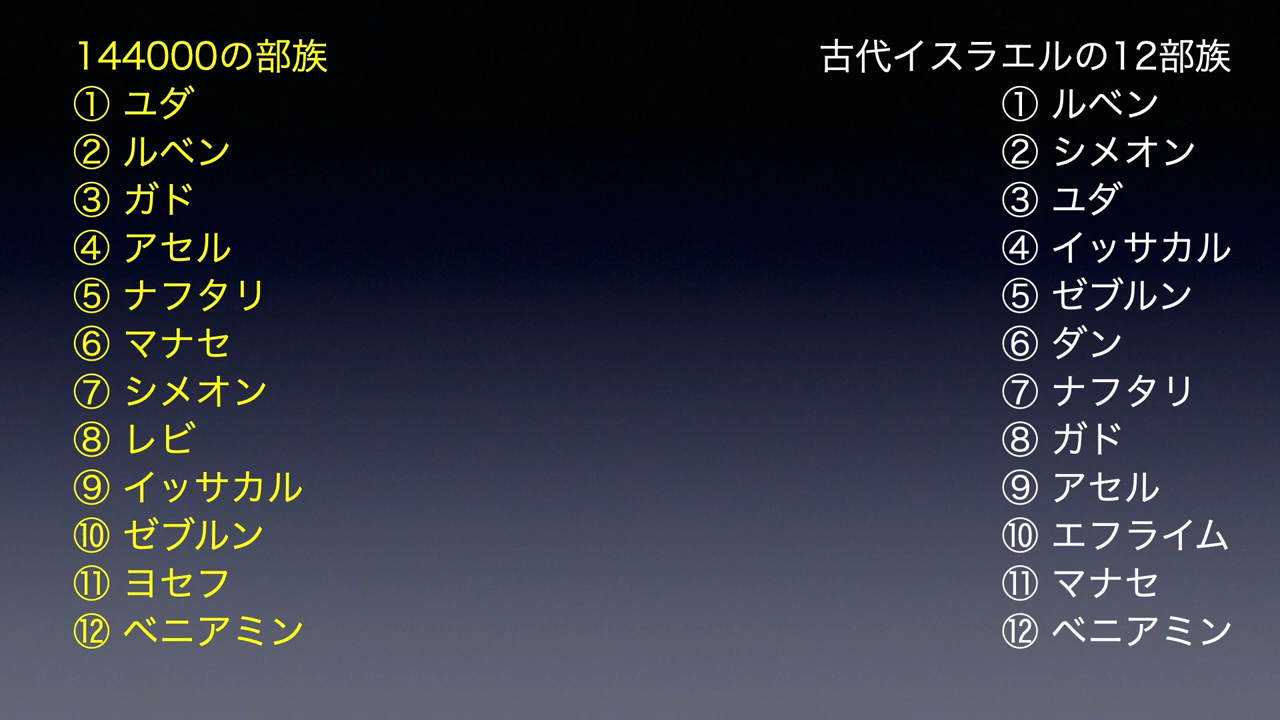 144000の部族
① ユダ
② ルベン
③ ガド
④ アセル
⑤ ナフタリ
⑥ マナセ
⑦ シメオン
⑧ レビ
⑨ イッサカル
⑩ ゼブルン
⑪ ヨセフ
⑫ ベニアミン
古代イスラエルの12部族
① ルベン
② シメオン
③ ユダ
④ イッサカル
⑤ ゼブルン
⑥ ダン
⑦ ナフタリ
⑧ ガド
⑨ アセル
⑩ エフライム
⑪ マナセ
⑫ ベニアミン